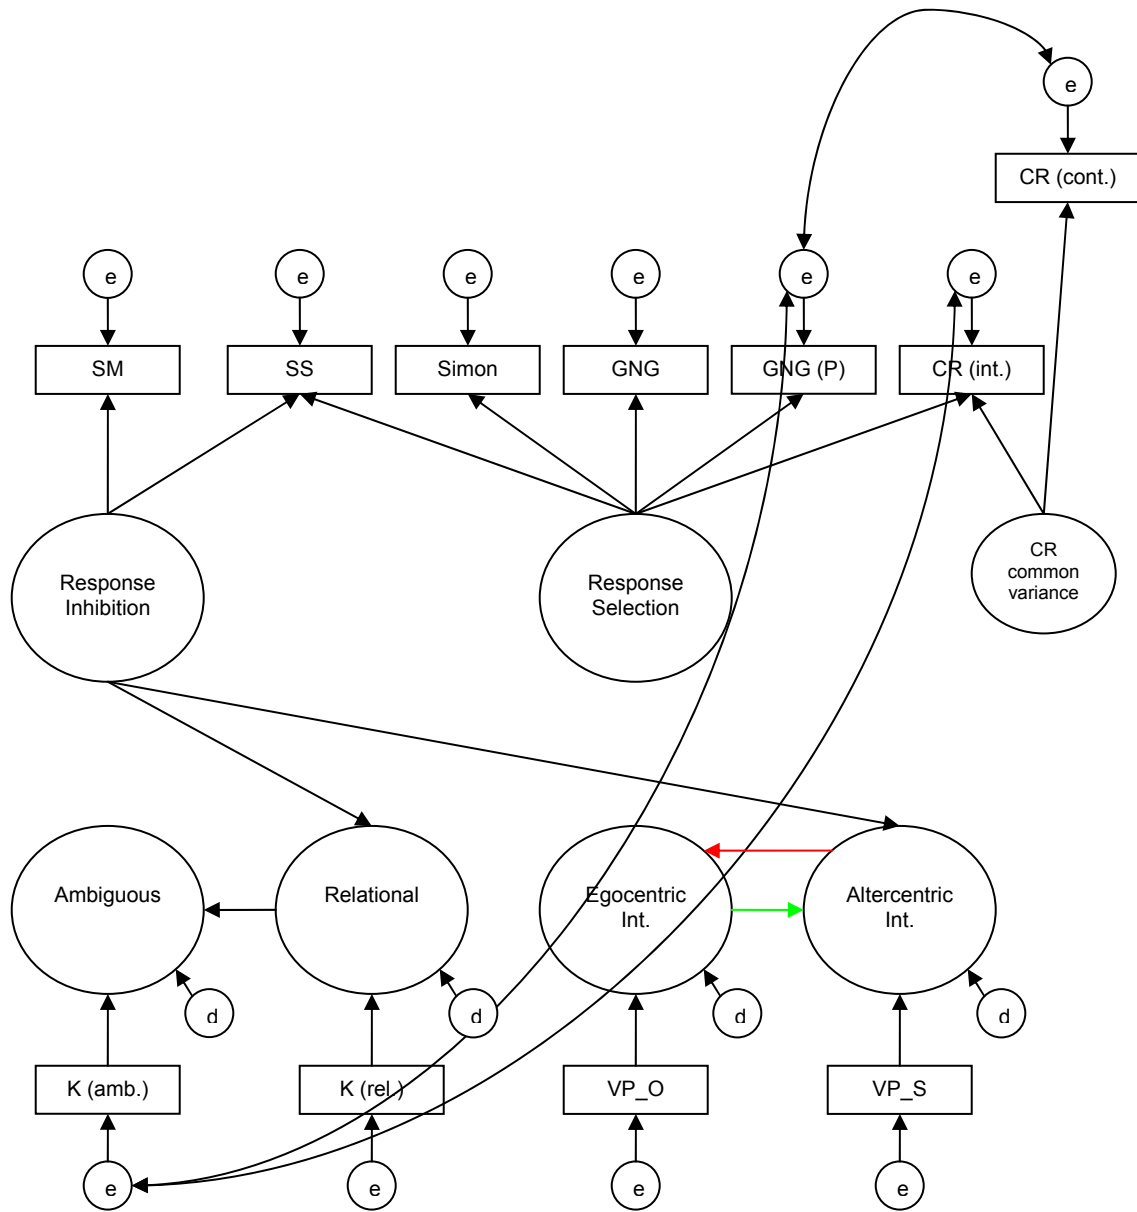 e
CR (cont.)
e
e
e
e
e
e
SM
SS
Simon
GNG
GNG (P)
CR (int.)
Response
Inhibition
Response
Selection
CR
common
variance
Ambiguous
Relational
Egocentric
Int.
Altercentric
Int.
d
d
d
d
K (amb.)
K (rel.)
VP_O
VP_S
e
e
e
e